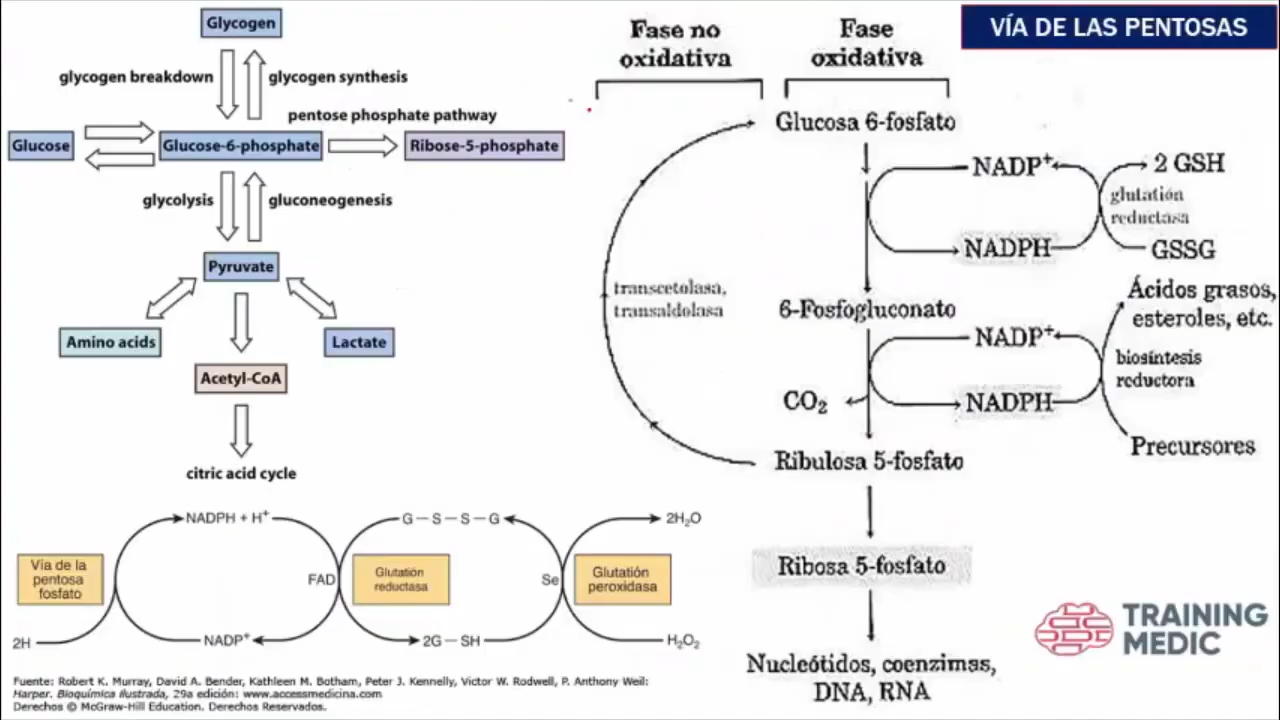 VÍA DE LAS PENTOSAS
Glycogen
glycogen breakdown
glycogen synthesis
pentose phosphate pathway
Glucose
Glucose-6-phosphate
Ribose-5-phosphate
glycolysis
gluconeogenesis
Pyruvate
Amino acids
Lactate
Acetyl-CoA
citric acid cycle
Fase no
oxidativa
Fase
oxidativa
Glucosa 6-fosfato
NADP⁺
2 GSH
glutatión
reductasa
NADPH
GSSG
transcetolasa,
transaldolasa
6-Fosfogluconato
Ácidos grasos,
esteroles, etc.
NADP⁺
biosíntesis
reductora
CO₂
NADPH
Precursores
Ribulosa 5-fosfato
Ribosa 5-fosfato
Nucleótidos, coenzimas,
DNA, RNA
NADPH + H⁺
G – S – S – G
2H₂O
Vía de la
pentosa
fosfato
FAD
Glutatión
reductasa
Se
Glutatión
peroxidasa
2H
NADP⁺
2G – SH
H₂O₂
Fuente: Robert K. Murray, David A. Bender, Kathleen M. Botham, Peter J. Kennelly, Victor W. Rodwell, P. Anthony Weil:
Harper. Bioquímica ilustrada, 29a edición: www.accessmedicina.com
Derechos © McGraw-Hill Education. Derechos Reservados.
TRAINING
MEDIC